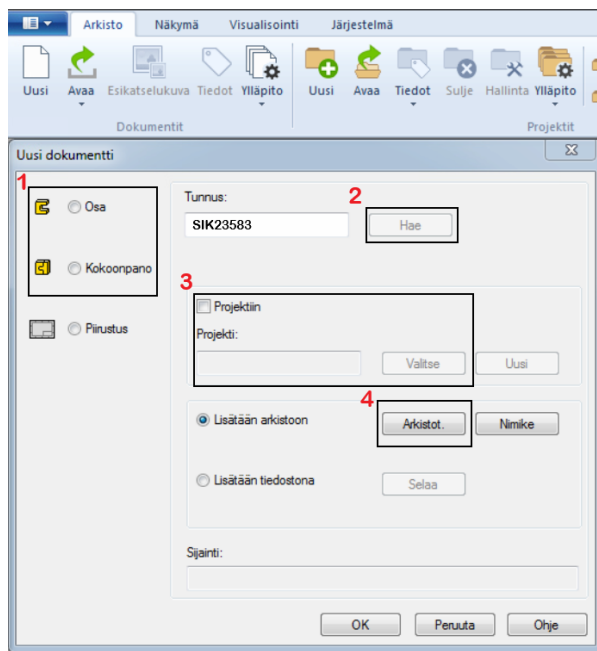 Arkisto Näkymä Visualisointi Järjestelmä
Uusi Avaa Esikatselukuva Tiedot Ylläpito Uusi Avaa Tiedot Sulje Hallinta Ylläpito
Dokumentit Projektit
Uusi dokumentti
1
Osa
Kokoonpano
Piirustus
Tunnus:
2
SIK23583
Hae
3
Projektiin
Projekti:
Valitse Uusi
4
Lisätään arkistoon Arkistot. Nimike
Lisätään tiedostona Selaa
Sijainti:
OK Peruuta Ohje